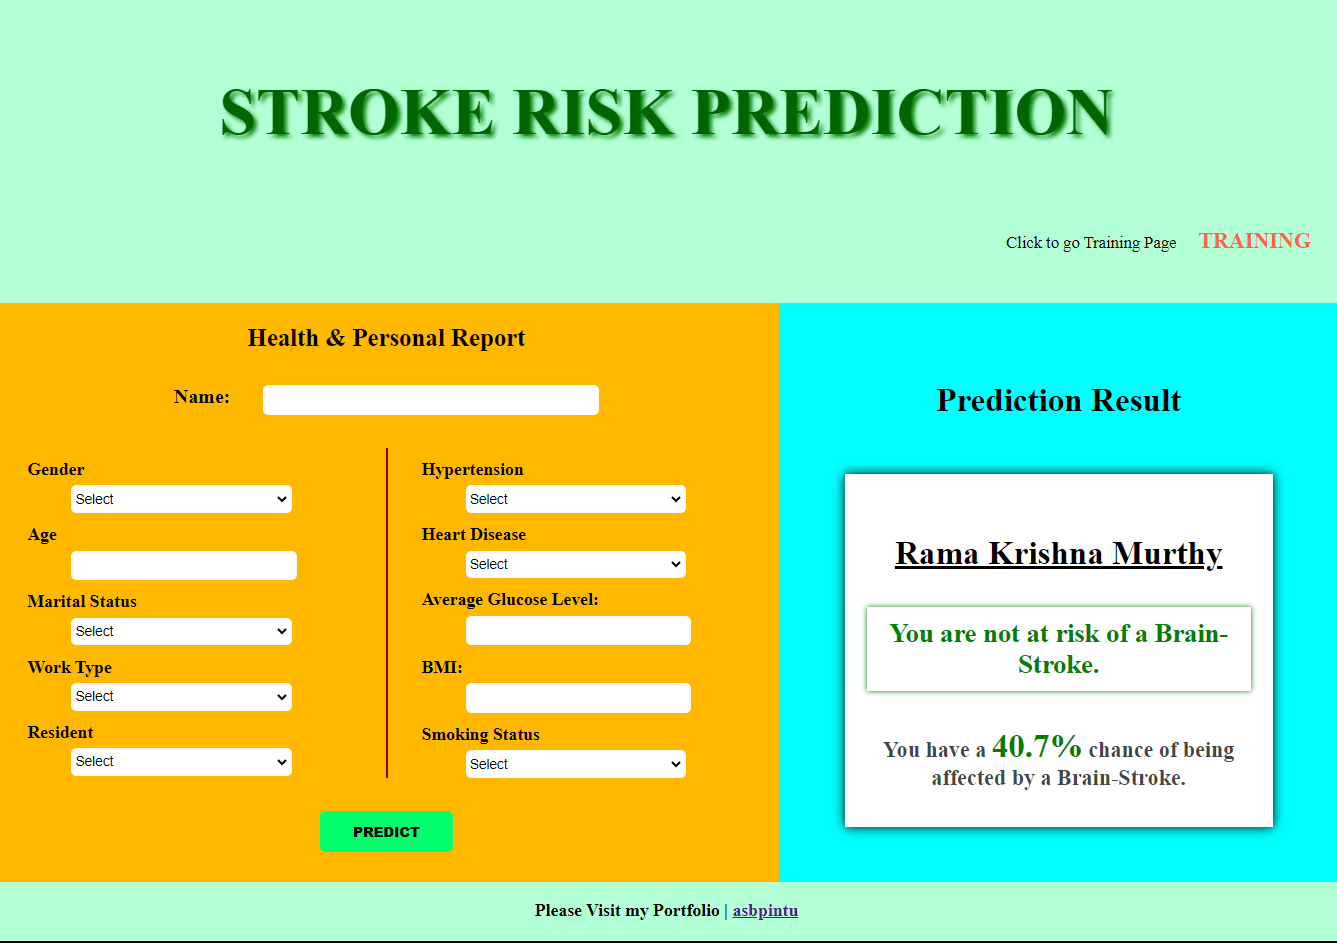 STROKE RISK PREDICTION
Click to go Training Page TRAINING
Health & Personal Report
Name:
Gender
Select
Age
Marital Status
Select
Work Type
Select
Resident
Select
Hypertension
Select
Heart Disease
Select
Average Glucose Level:
BMI:
Smoking Status
Select
PREDICT
Prediction Result
Rama Krishna Murthy
You are not at risk of a Brain-
Stroke.
You have a 40.7% chance of being
affected by a Brain-Stroke.
Please Visit my Portfolio | asbpintu